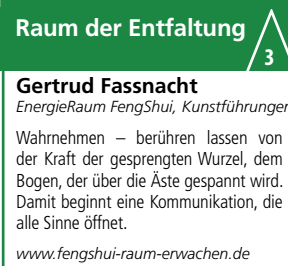 Raum der Entfaltung
3
Gertrud Fassnacht
EnergieRaum FengShui, Kunstführungen
Wahrnehmen – berühren lassen von
der Kraft der gesprengten Wurzel, dem
Bogen, der über die Äste gespannt wird.
Damit beginnt eine Kommunikation, die
alle Sinne öffnet.
www.fengshui-raum-erwachen.de